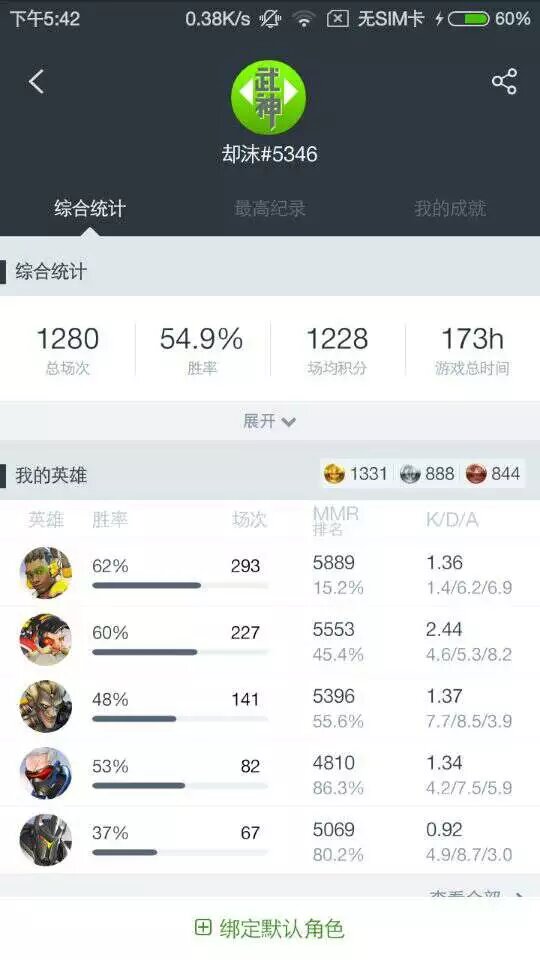 下午5:42 0.38K/s 无SIM卡 60%
武神
却沫#5346
综合统计 最高纪录 我的成就
综合统计
1280 54.9% 1228 173h
总场次 胜率 场均积分 游戏总时间
展开
我的英雄 1331 888 844
英雄 胜率 场次 MMR排名 K/D/A
62% 293 5889 1.36
15.2% 1.4/6.2/6.9
60% 227 5553 2.44
45.4% 4.6/5.3/8.2
48% 141 5396 1.37
55.6% 7.7/8.5/3.9
53% 82 4810 1.34
86.3% 4.2/7.5/5.9
37% 67 5069 0.92
80.2% 4.9/8.7/3.0
查看全部
绑定默认角色